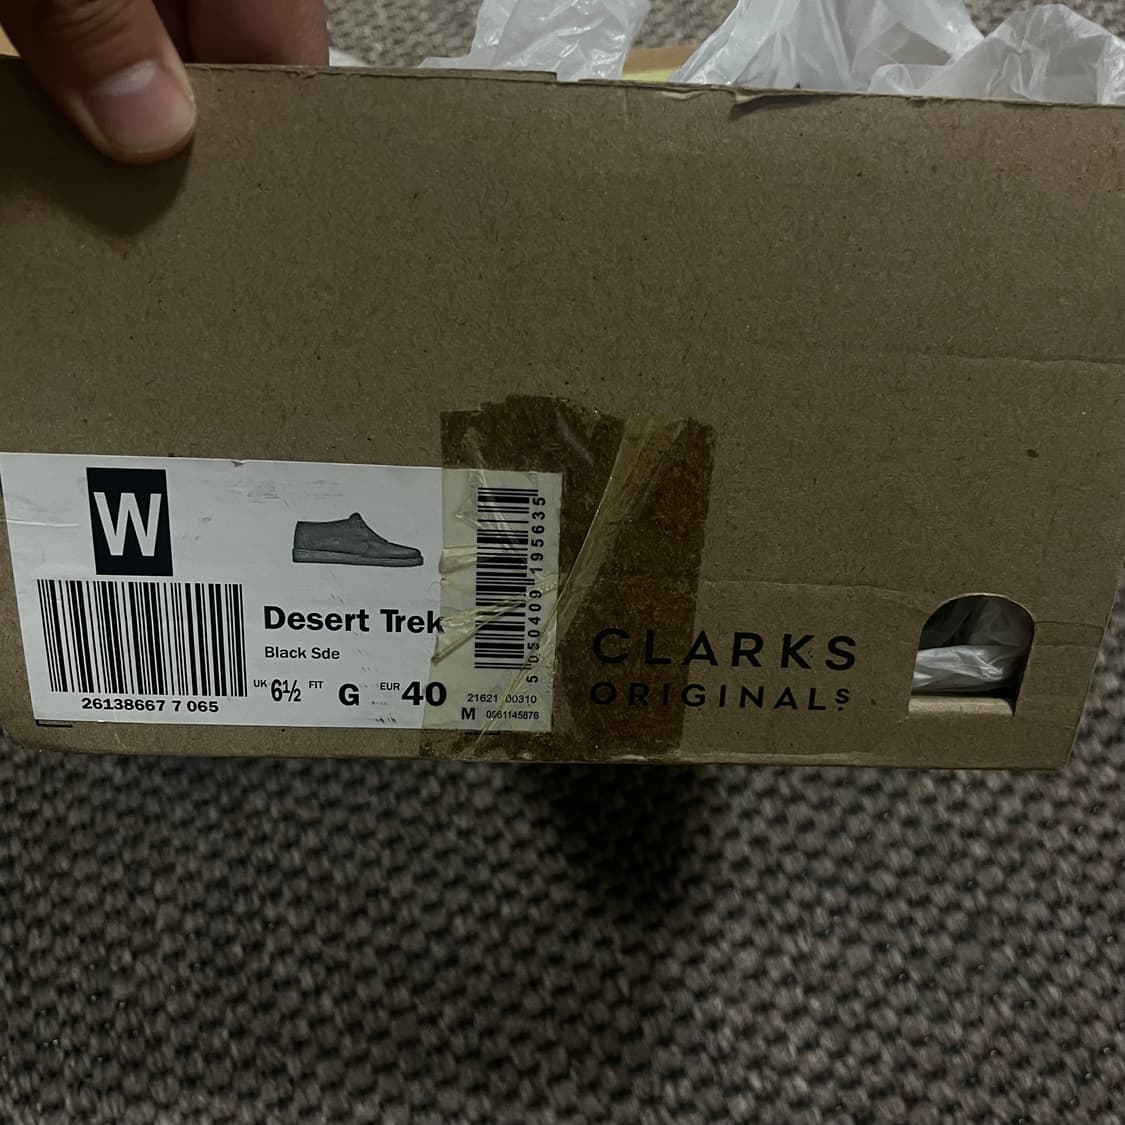 W
Desert Trek
Black Sde
UK 6½ FIT G EUR 40
26138667 7 065
5 050409 195635
21621 00310
M 0061145876
CLARKS
ORIGINALS